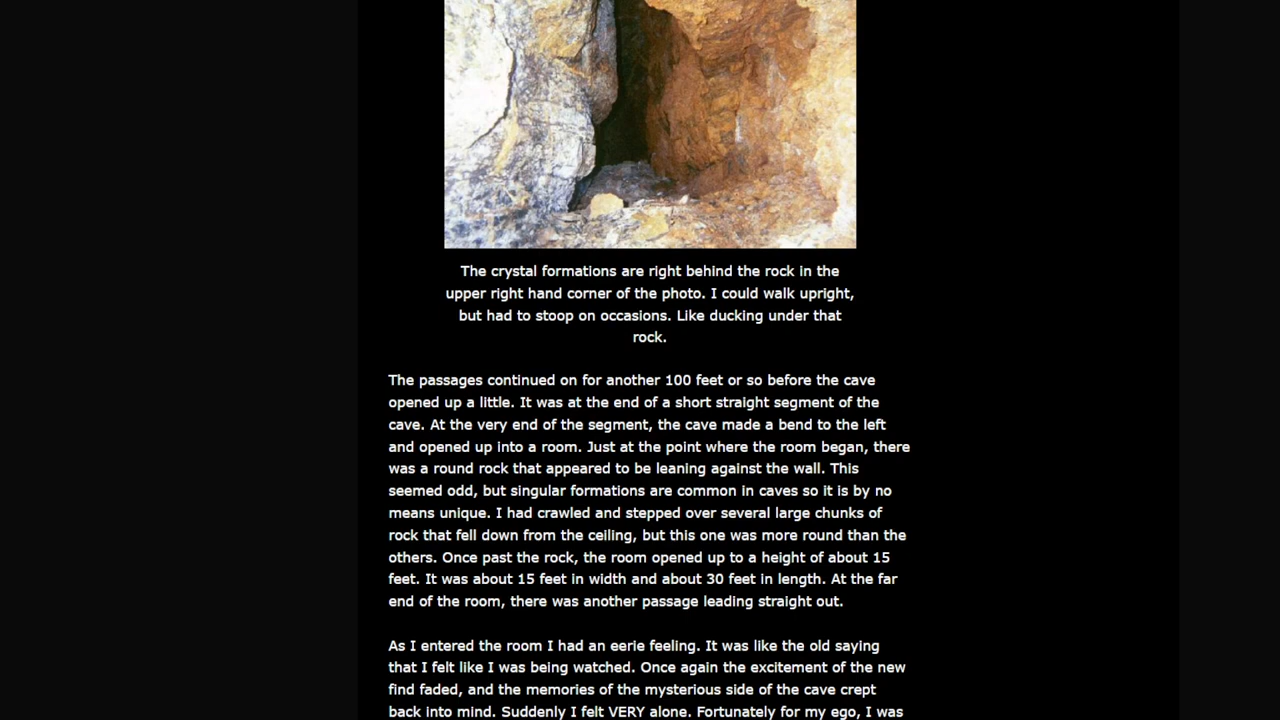 The crystal formations are right behind the rock in the
upper right hand corner of the photo. I could walk upright,
but had to stoop on occasions. Like ducking under that
rock.
The passages continued on for another 100 feet or so before the cave
opened up a little. It was at the end of a short straight segment of the
cave. At the very end of the segment, the cave made a bend to the left
and opened up into a room. Just at the point where the room began, there
was a round rock that appeared to be leaning against the wall. This
seemed odd, but singular formations are common in caves so it is by no
means unique. I had crawled and stepped over several large chunks of
rock that fell down from the ceiling, but this one was more round than the
others. Once past the rock, the room opened up to a height of about 15
feet. It was about 15 feet in width and about 30 feet in length. At the far
end of the room, there was another passage leading straight out.
As I entered the room I had an eerie feeling. It was like the old saying
that I felt like I was being watched. Once again the excitement of the new
find faded, and the memories of the mysterious side of the cave crept
back into mind. Suddenly I felt VERY alone. Fortunately for my ego, I was